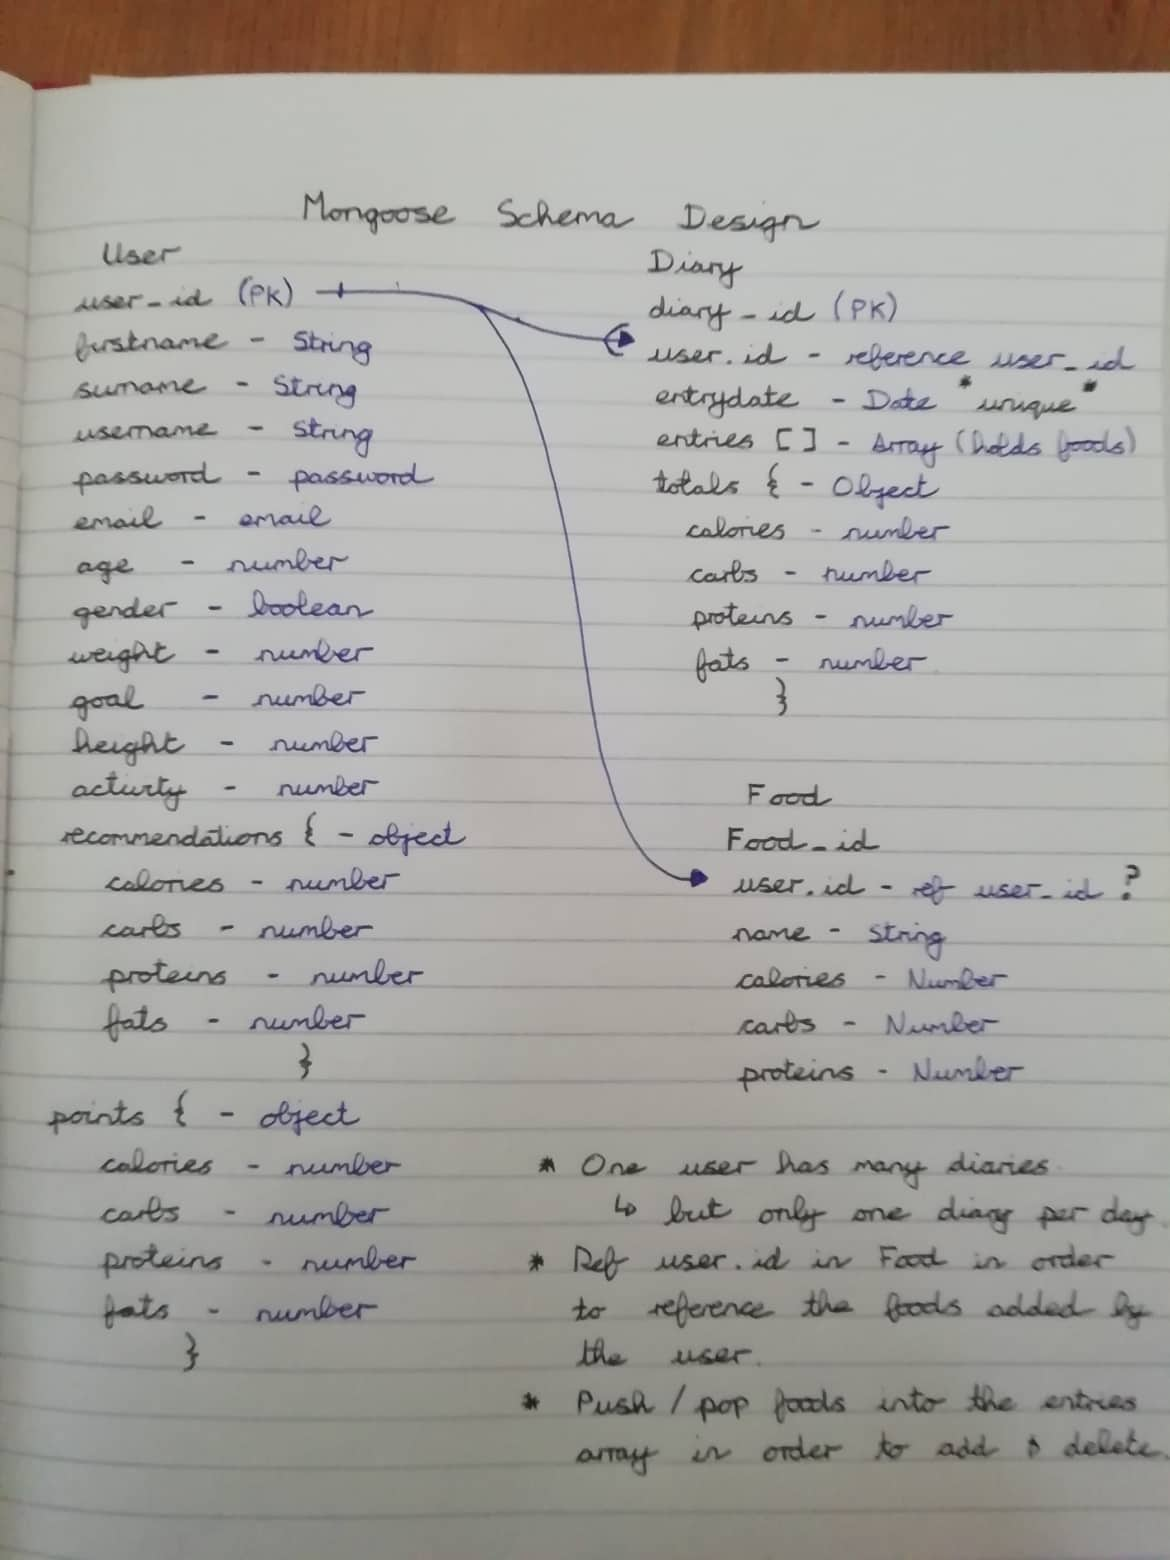 Mongoose Schema Design
User
user_id (PK)
firstname - String
surname - String
username - String
password - password
email - email
age - number
gender - boolean
weight - number
goal - number
height - number
activity - number
recommendations { - object
calories - number
carbs - number
proteins - number
fats - number
}
points { - object
calories - number
carbs - number
proteins - number
fats - number
}
Diary
diary_id (PK)
user.id - reference user_id
entrydate - Date *unique*
entries [] - Array (holds foods)
totals { - Object
calories - number
carbs - number
proteins - number
fats - number
}
Food
Food_id
user.id - ref user_id ?
name - String
calories - Number
carbs - Number
proteins - Number
* One user has many diaries
↳ but only one diary per day.
* Ref user.id in Food in order
to reference the foods added by
the user.
* Push / pop foods into the entries
array in order to add & delete.